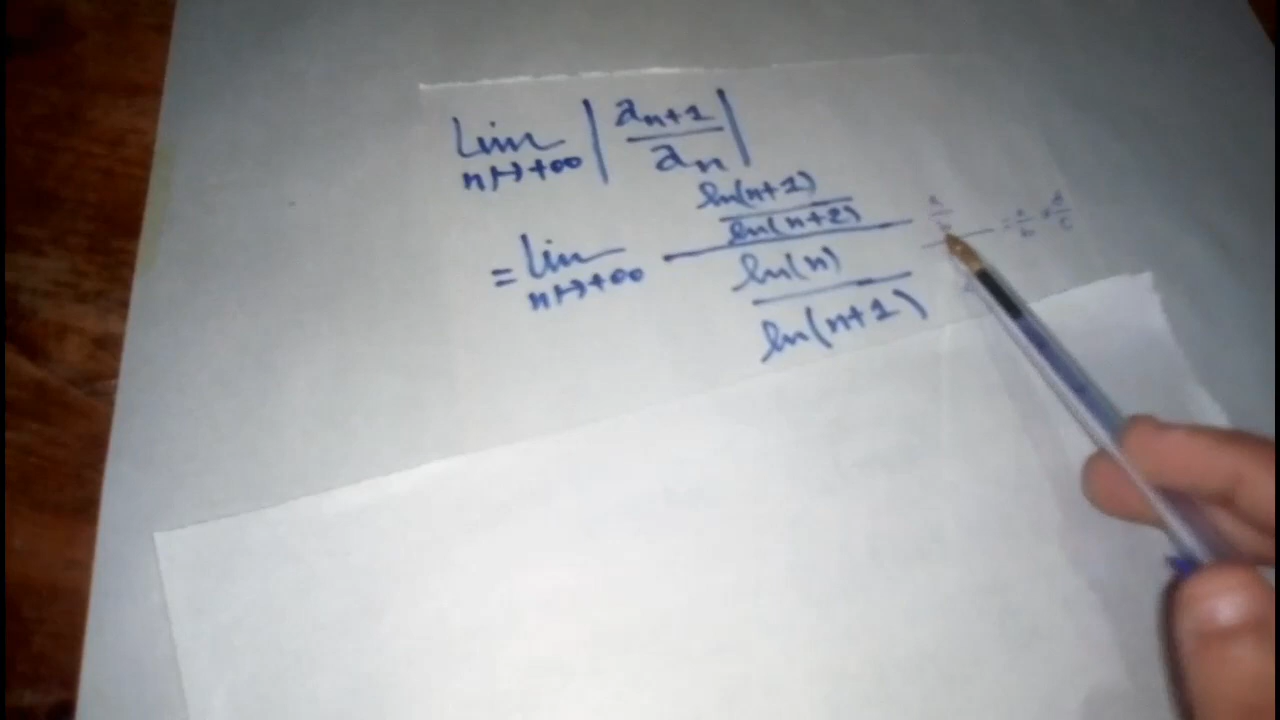 lim n↦+∞ | a_{n+1} / a_n |
= lim n↦+∞ (ln(n+1) / ln(n+2)) / (ln(n) / ln(n+1))